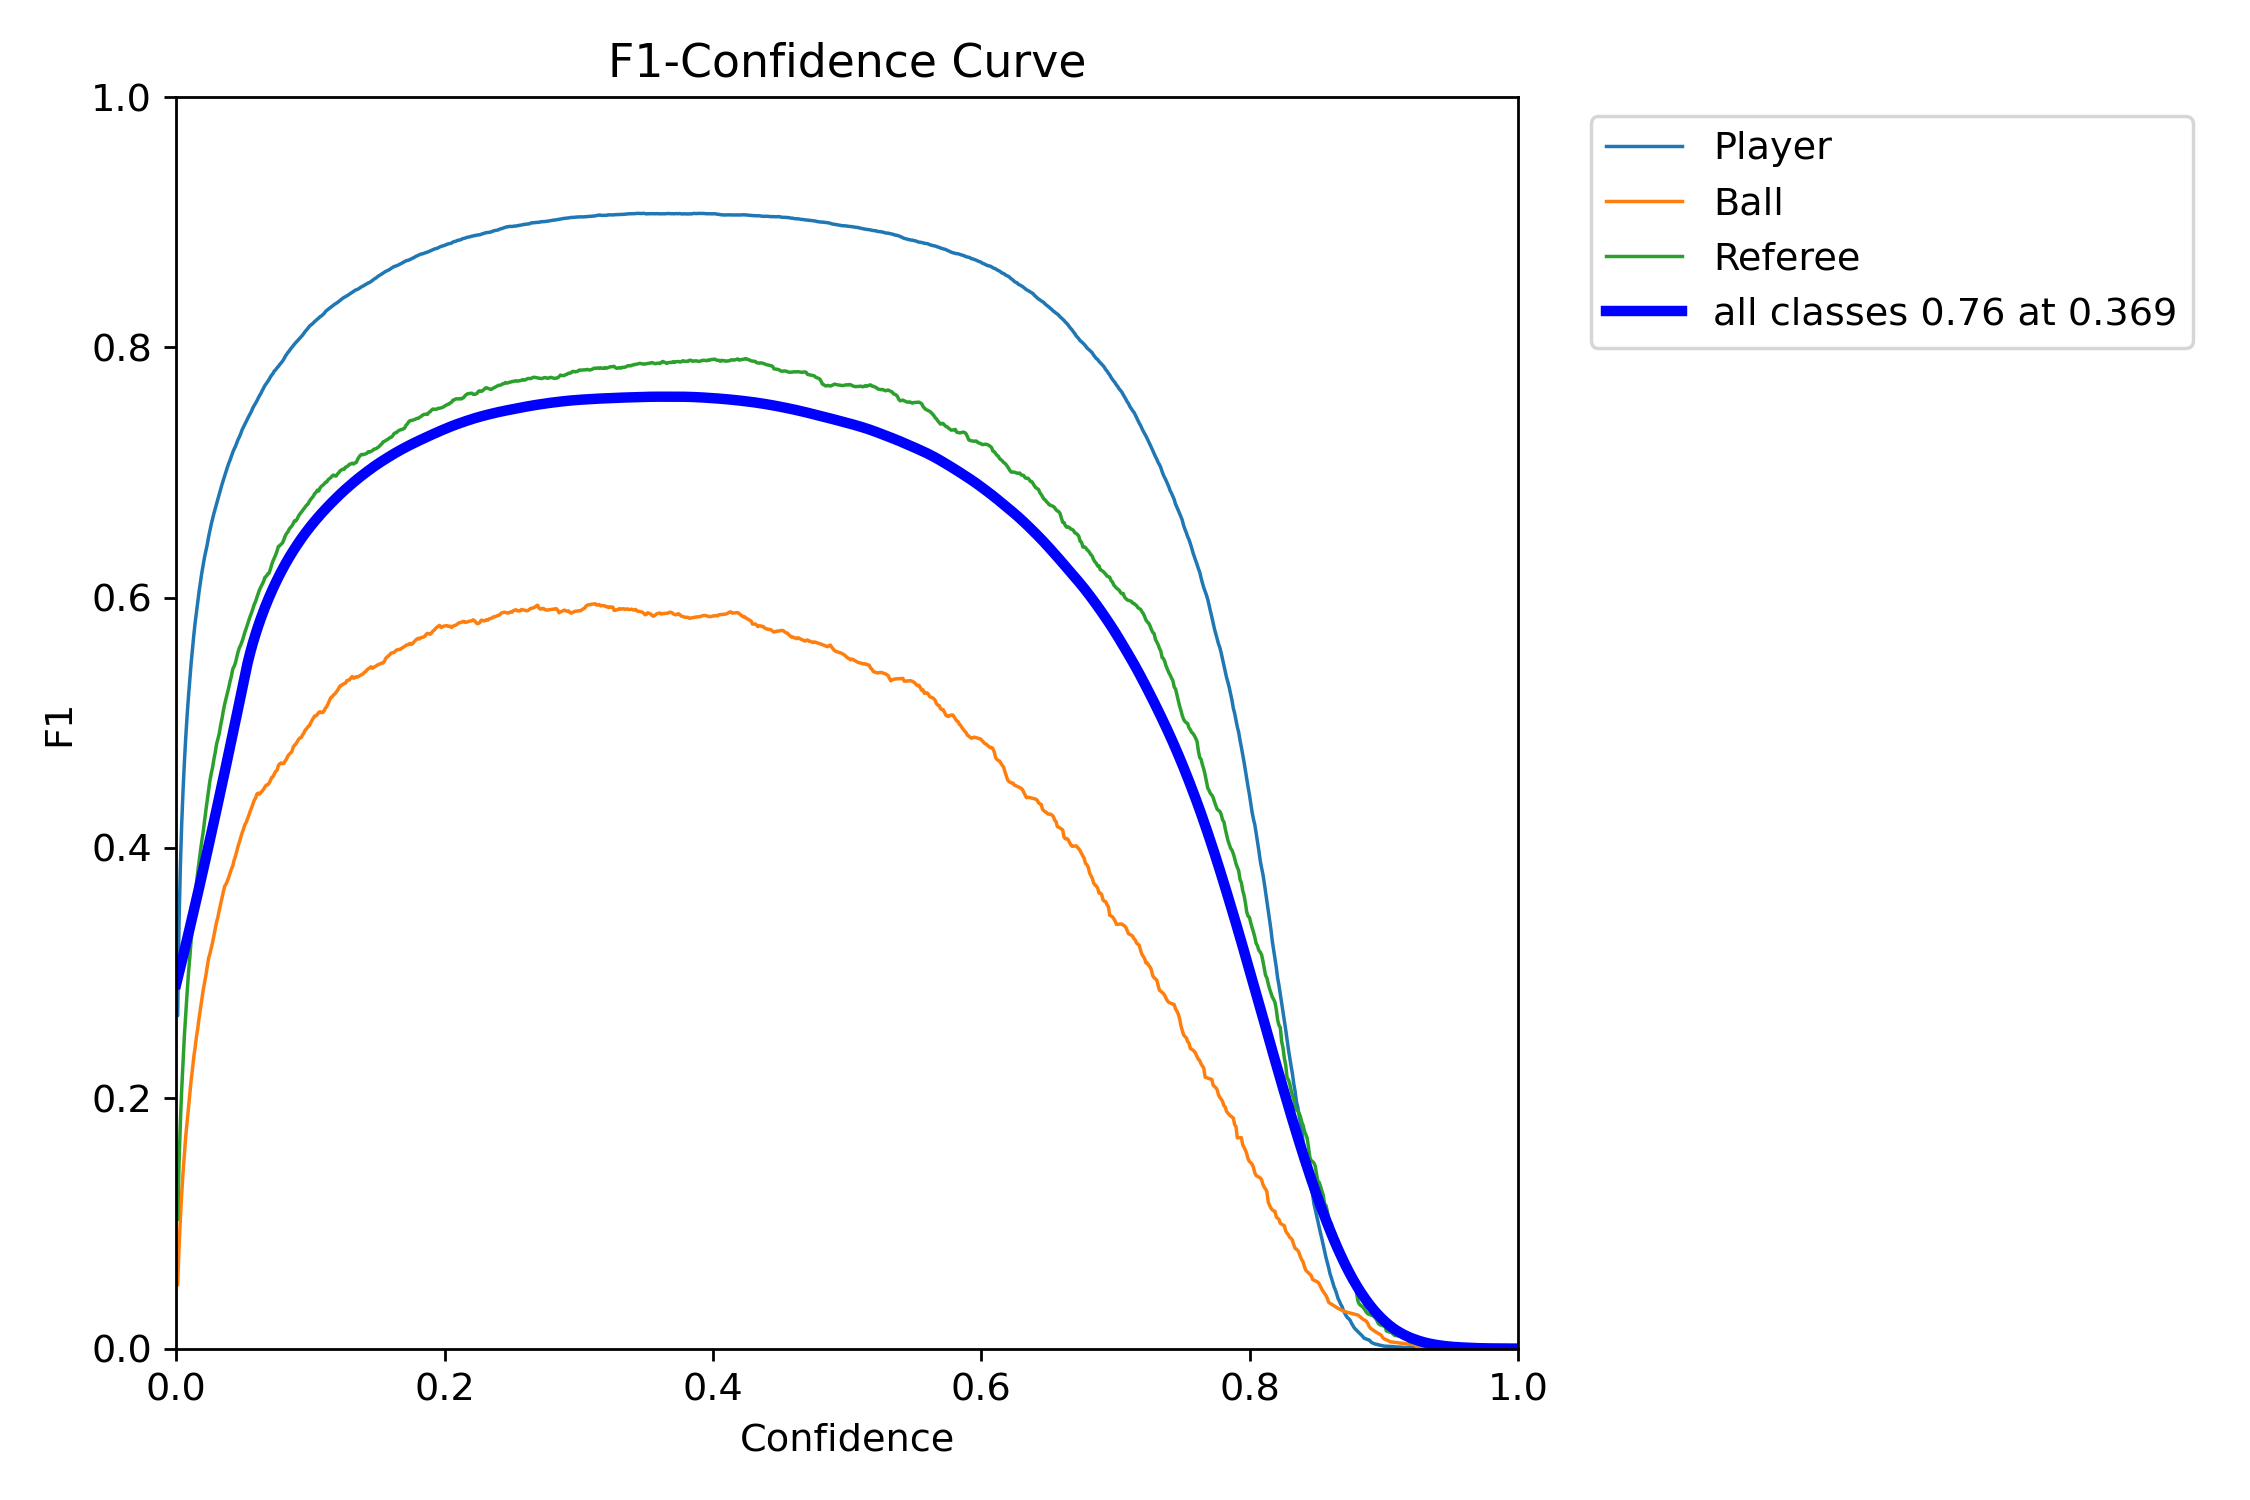 F1-Confidence Curve
1.0
0.8
0.6
0.4
0.2
0.0
F1
0.0 0.2 0.4 0.6 0.8 1.0
Confidence
Player
Ball
Referee
all classes 0.76 at 0.369